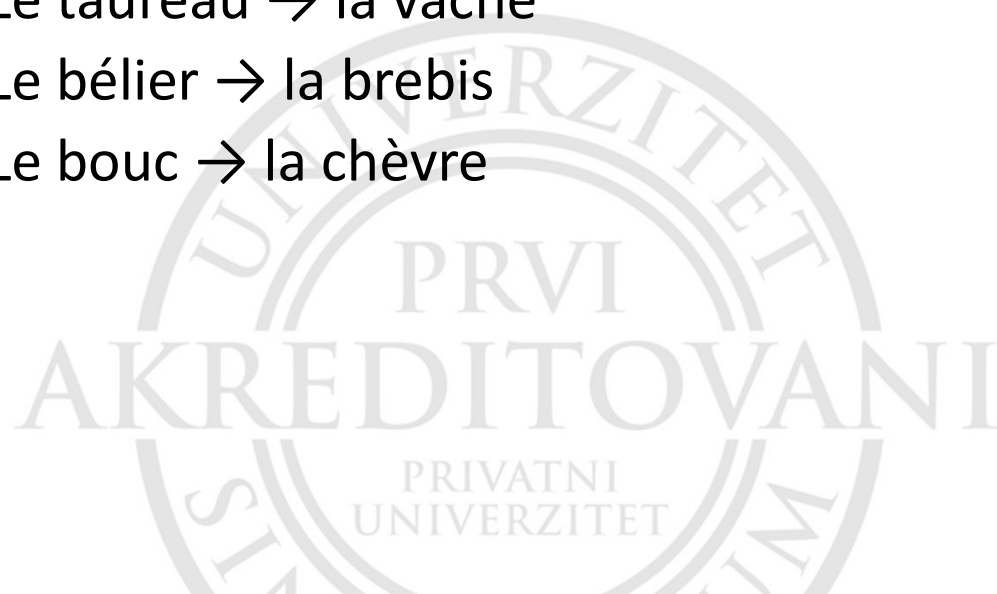 Le taureau → la vache
Le bélier → la brebis
Le bouc → la chèvre
UNIVERZITET
PRVI
AKREDITOVANI
PRIVATNI
UNIVERZITET